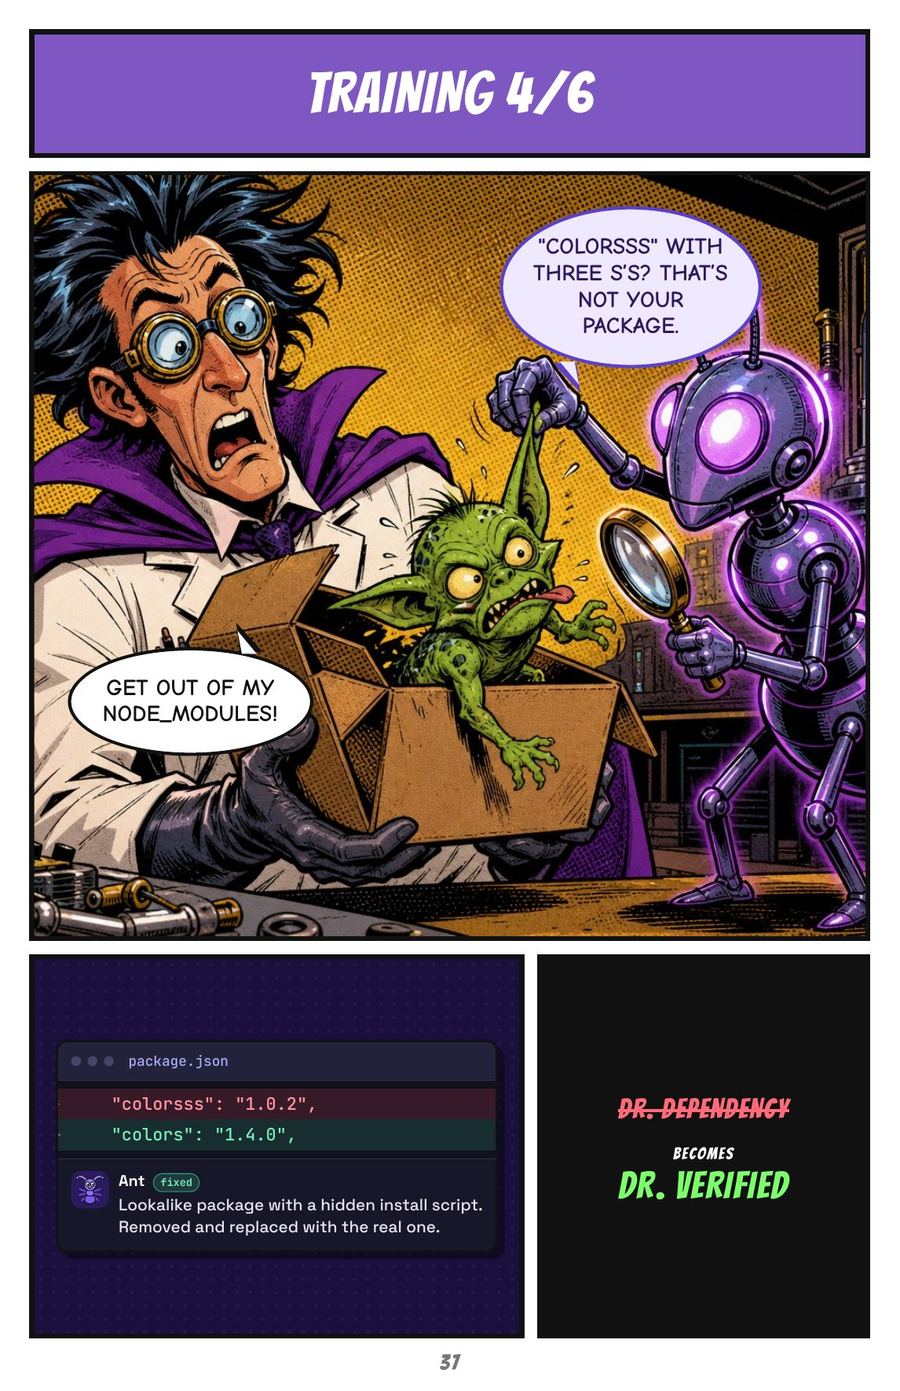 TRAINING 4/6
"COLORSSS" WITH
THREE S'S? THAT'S
NOT YOUR
PACKAGE.
GET OUT OF MY
NODE_MODULES!
package.json
"colorsss": "1.0.2",
"colors": "1.4.0",
Ant fixed
Lookalike package with a hidden install script.
Removed and replaced with the real one.
DR. DEPENDENCY
BECOMES
DR. VERIFIED
37